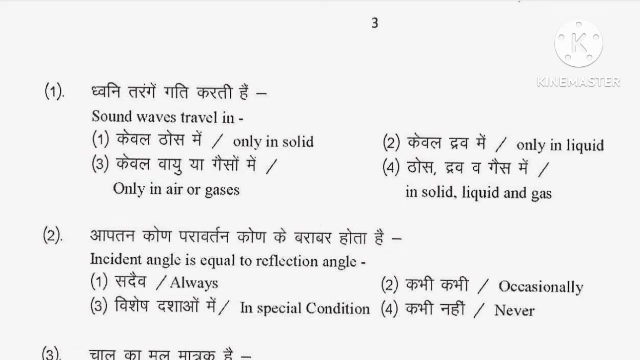 3
K
KINEMASTER
(1). ध्वनि तरंगें गति करती हैं –
Sound waves travel in -
(1) केवल ठोस में / only in solid (2) केवल द्रव में / only in liquid
(3) केवल वायु या गैसों में / (4) ठोस, द्रव व गैस में /
Only in air or gases in solid, liquid and gas
(2). आपतन कोण परावर्तन कोण के बराबर होता है –
Incident angle is equal to reflection angle -
(1) सदैव / Always (2) कभी कभी / Occasionally
(3) विशेष दशाओं में/ In special Condition (4) कभी नहीं / Never
(3). चाल का मूल मात्रक है –